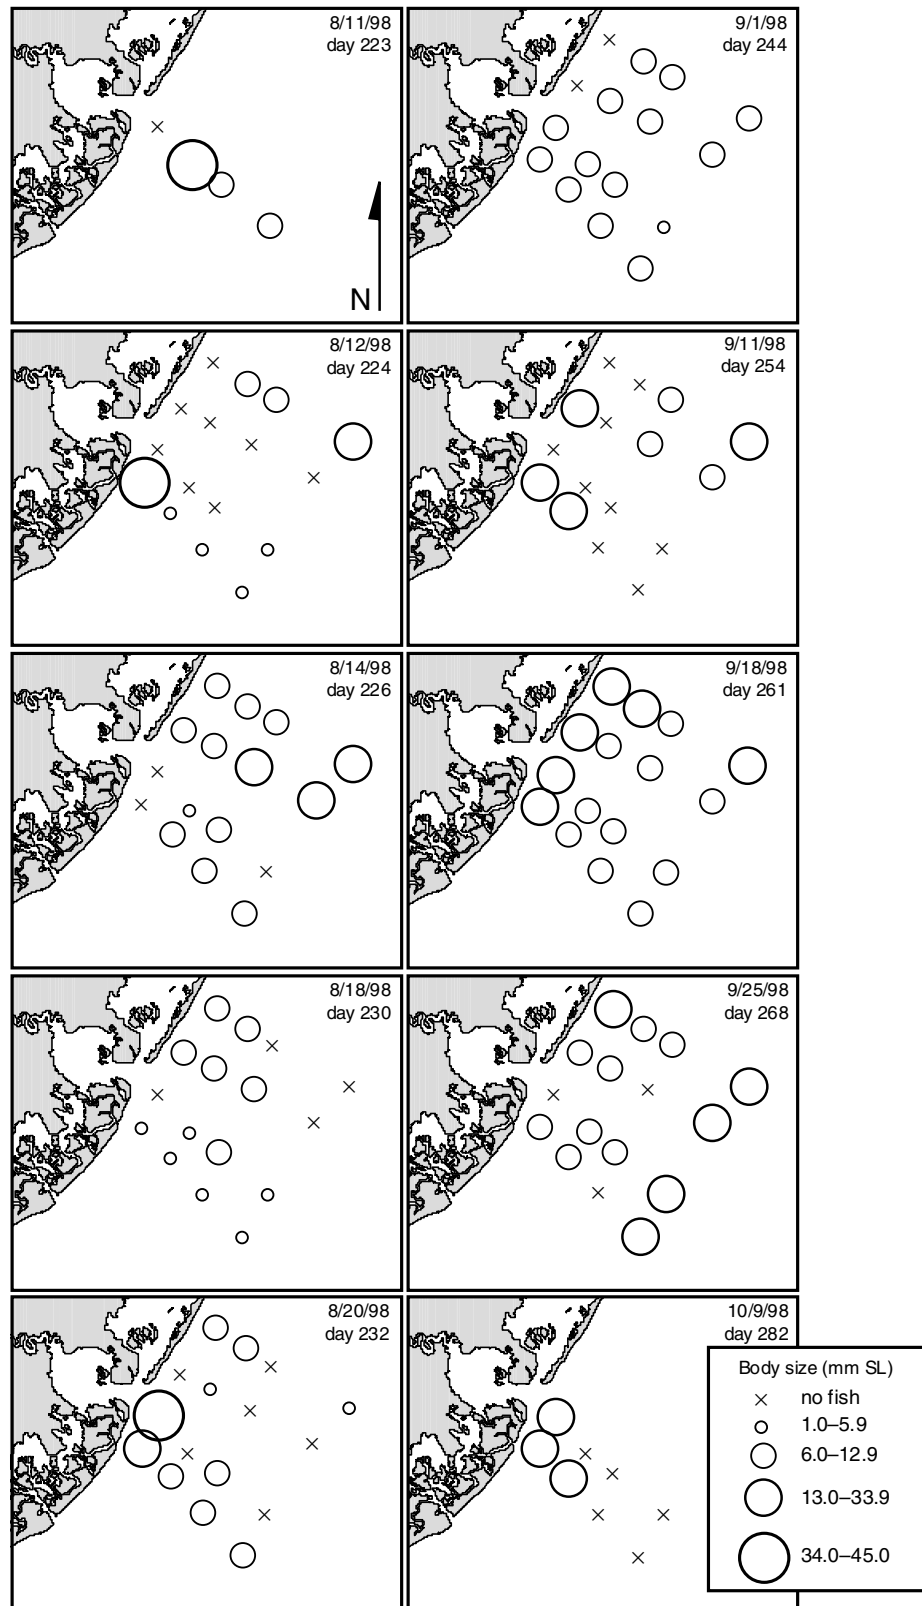 8/11/98
day 223
N
9/1/98
day 244
8/12/98
day 224
9/11/98
day 254
8/14/98
day 226
9/18/98
day 261
8/18/98
day 230
9/25/98
day 268
8/20/98
day 232
10/9/98
day 282
Body size (mm SL)
no fish
1.0–5.9
6.0–12.9
13.0–33.9
34.0–45.0